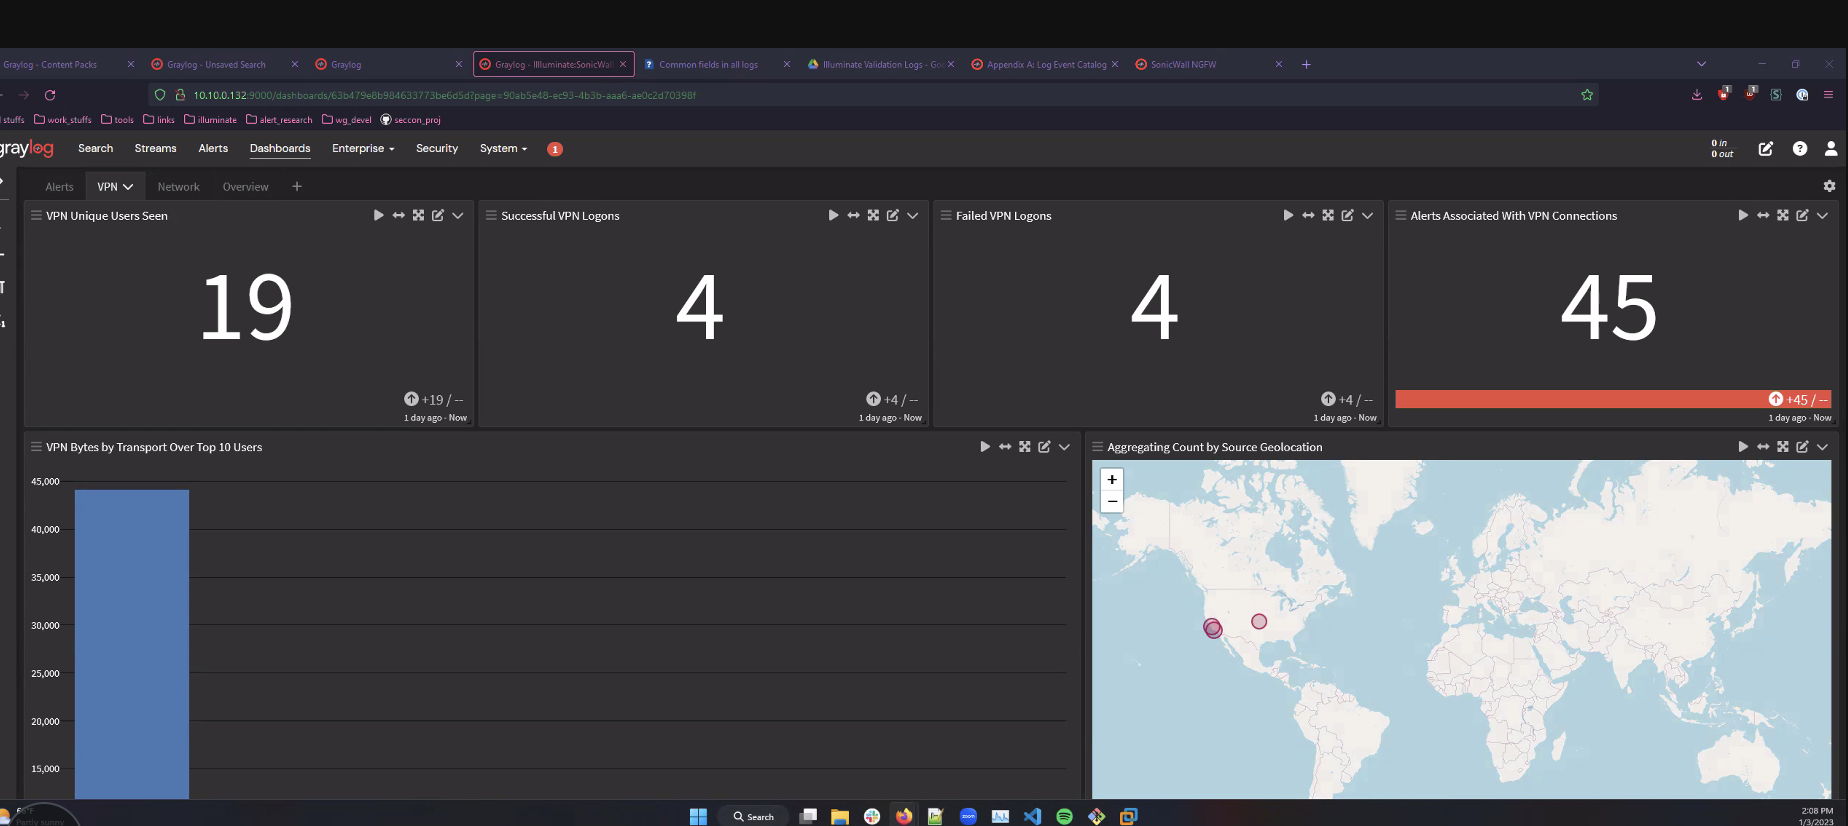 Graylog - Content Packs
Graylog - Unsaved Search
Graylog
Graylog - Illuminate:SonicWall
Common fields in all logs
Illuminate Validation Logs - Goo
Appendix A: Log Event Catalog
SonicWall NGFW
10.10.0.132:9000/dashboards/63b479e8b984633773be6d5d?page=90ab5e48-ec93-4b3b-aaa6-ae0c2d70398f
1
1
stuffs
work_stuffs
tools
links
illuminate
alert_research
wg_devel
seccon_proj
graylog
Search
Streams
Alerts
Dashboards
Enterprise
Security
System
1
0 in
0 out
Alerts
VPN
Network
Overview
VPN Unique Users Seen
Successful VPN Logons
Failed VPN Logons
Alerts Associated With VPN Connections
19
4
4
45
+19 / --
+4 / --
+4 / --
+45 / --
1 day ago - Now
1 day ago - Now
1 day ago - Now
1 day ago - Now
VPN Bytes by Transport Over Top 10 Users
Aggregating Count by Source Geolocation
+
−
45,000
40,000
35,000
30,000
25,000
20,000
15,000
Partly sunny
Search
zoom
2:08 PM
1/3/2023